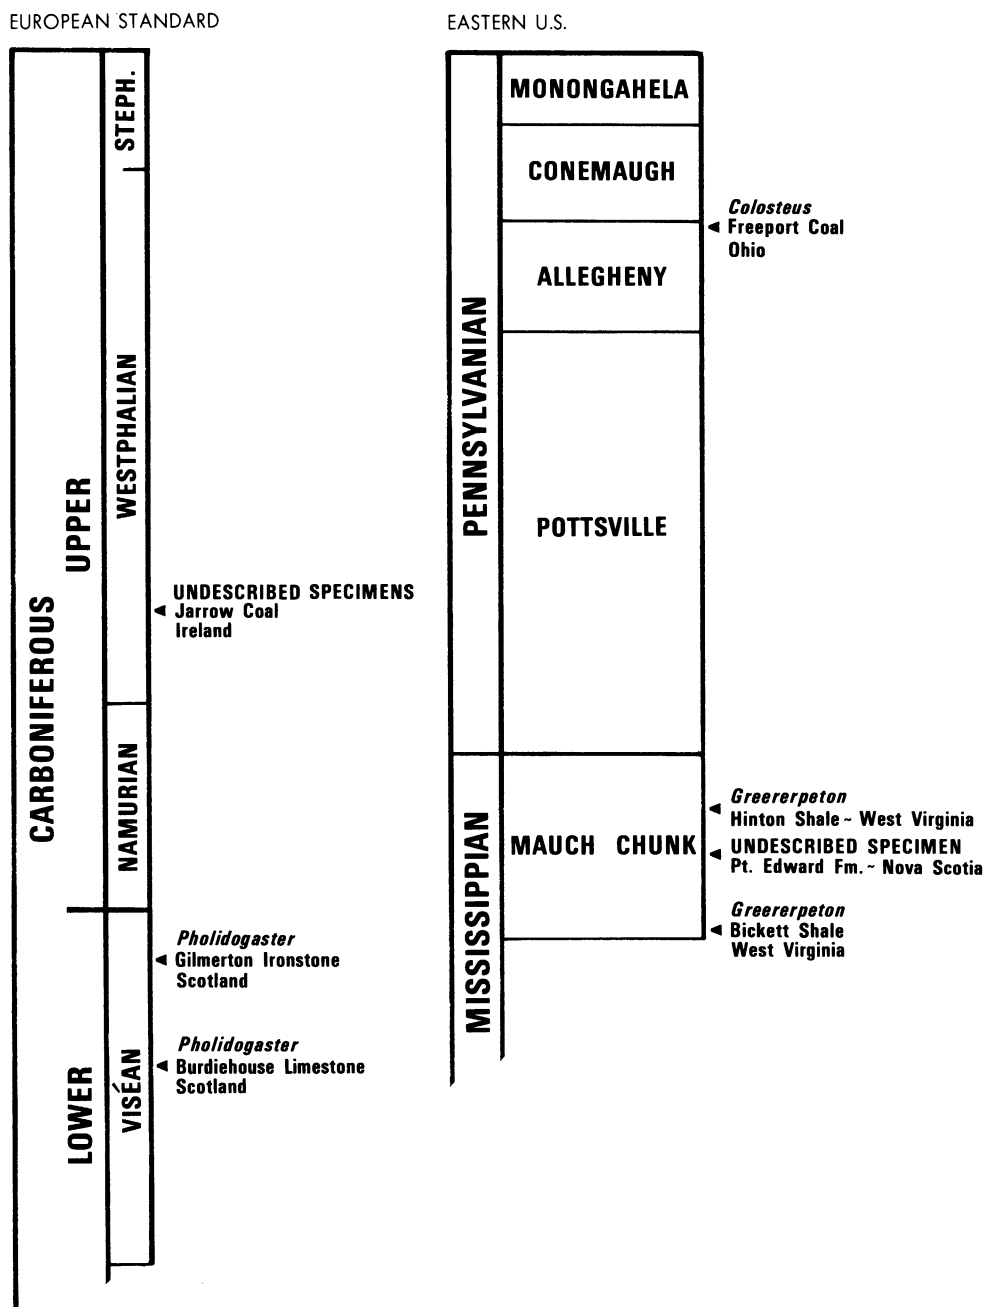 EUROPEAN STANDARD
CARBONIFEROUS
UPPER
LOWER
STEPH.
WESTPHALIAN
NAMURIAN
VISÉAN
UNDESCRIBED SPECIMENS
Jarrow Coal
Ireland
Pholidogaster
Gilmerton Ironstone
Scotland
Pholidogaster
Burdiehouse Limestone
Scotland
EASTERN U.S.
PENNSYLVANIAN
MISSISSIPPIAN
MONONGAHELA
CONEMAUGH
ALLEGHENY
POTTSVILLE
MAUCH CHUNK
Colosteus
Freeport Coal
Ohio
Greererpeton
Hinton Shale ~ West Virginia
UNDESCRIBED SPECIMEN
Pt. Edward Fm. ~ Nova Scotia
Greererpeton
Bickett Shale
West Virginia